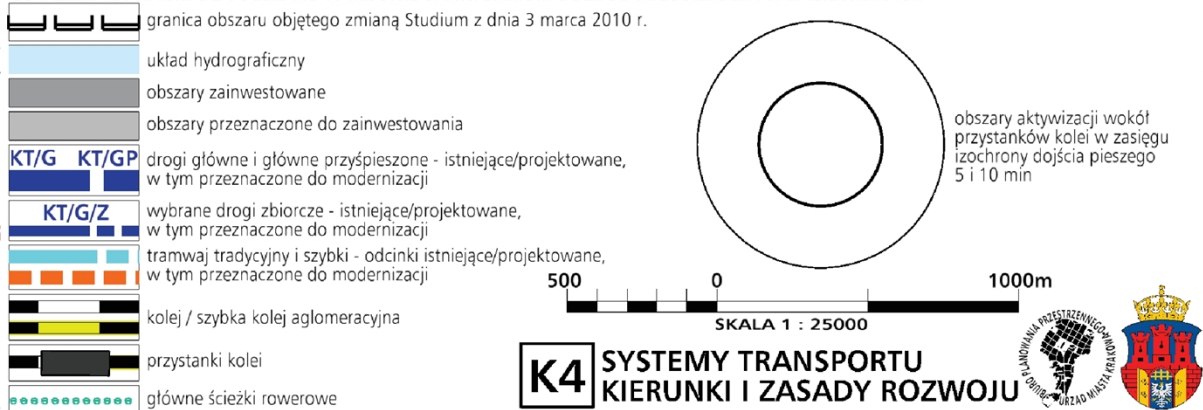 granica obszaru objętego zmianą Studium z dnia 3 marca 2010 r.
układ hydrograficzny
obszary zainwestowane
obszary przeznaczone do zainwestowania
KT/G KT/GP
drogi główne i główne przyśpieszone - istniejące/projektowane,
w tym przeznaczone do modernizacji
KT/G/Z
wybrane drogi zbiorcze - istniejące/projektowane,
w tym przeznaczone do modernizacji
tramwaj tradycyjny i szybki - odcinki istniejące/projektowane,
w tym przeznaczone do modernizacji
kolej / szybka kolej aglomeracyjna
przystanki kolei
główne ścieżki rowerowe
obszary aktywizacji wokół
przystanków kolei w zasięgu
izochrony dojścia pieszego
5 i 10 min
500 0 1000m
SKALA 1 : 25000
K4 SYSTEMY TRANSPORTU
KIERUNKI I ZASADY ROZWOJU
BIURO PLANOWANIA PRZESTRZENNEGO
URZĄD MIASTA KRAKOWA